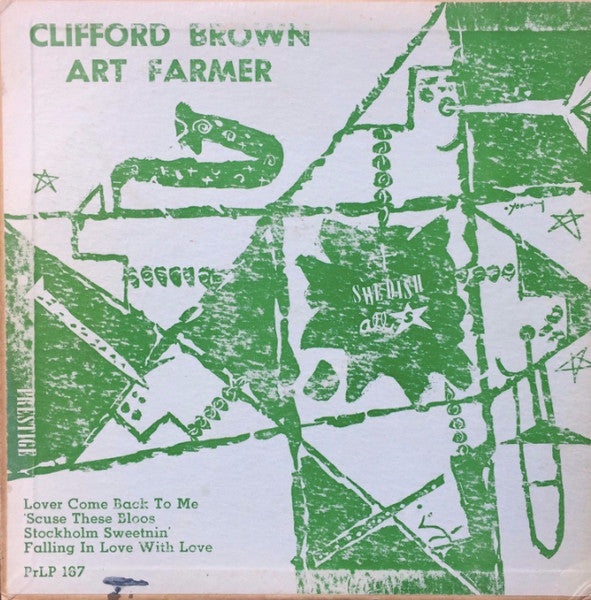 CLIFFORD BROWN
ART FARMER
SWEDISH
all
PRESTIGE
Lover Come Back To Me
'Scuse These Bloos
Stockholm Sweetnin'
Falling In Love With Love
PrLP 167